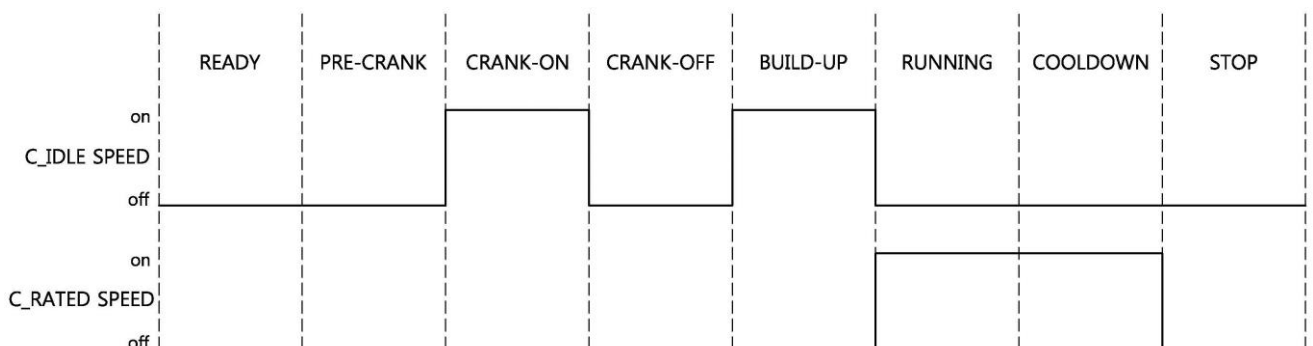 READY PRE-CRANK CRANK-ON CRANK-OFF BUILD-UP RUNNING COOLDOWN STOP
on
C_IDLE SPEED
off
on
C_RATED SPEED
off